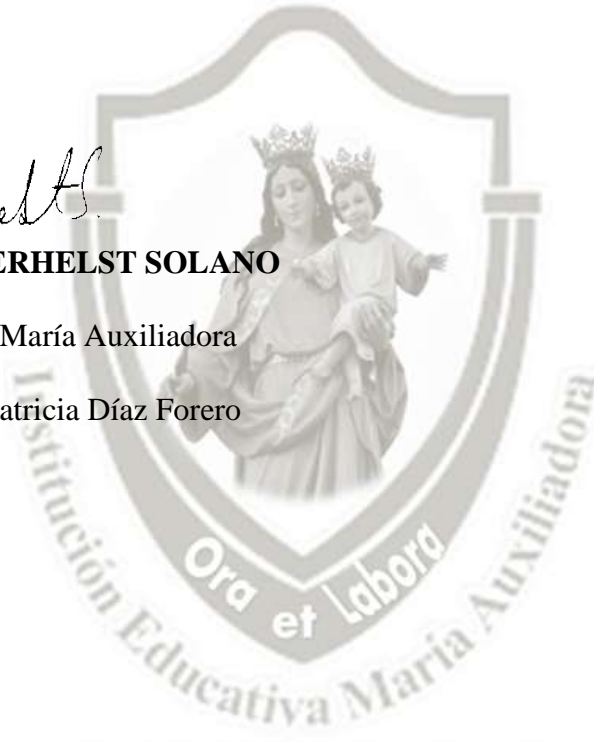 ERHELST SOLANO
María Auxiliadora
atricia Díaz Forero
Ora et Labora
Institución Educativa María Auxiliadora